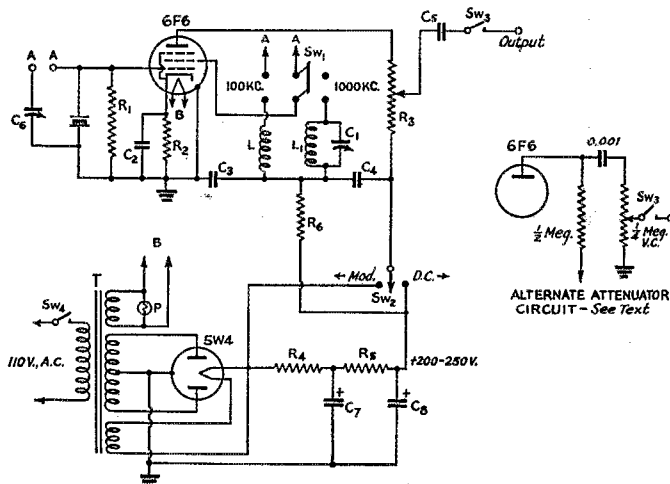 6F6
C5
Sw3
Output
A A
A A
Sw1
100KC.
1000KC.
C6
R1
B
C2
R2
C3
L
L1
C1
C4
R3
R6
6F6
0.001
Sw3
½ Meg.
¼ Meg. V.C.
ALTERNATE ATTENUATOR
CIRCUIT - See Text
← Mod.
D.C. →
Sw2
B
T
P
Sw4
110V., A.C.
5W4
R4
R5
+200-250V.
+
C7
+
C8